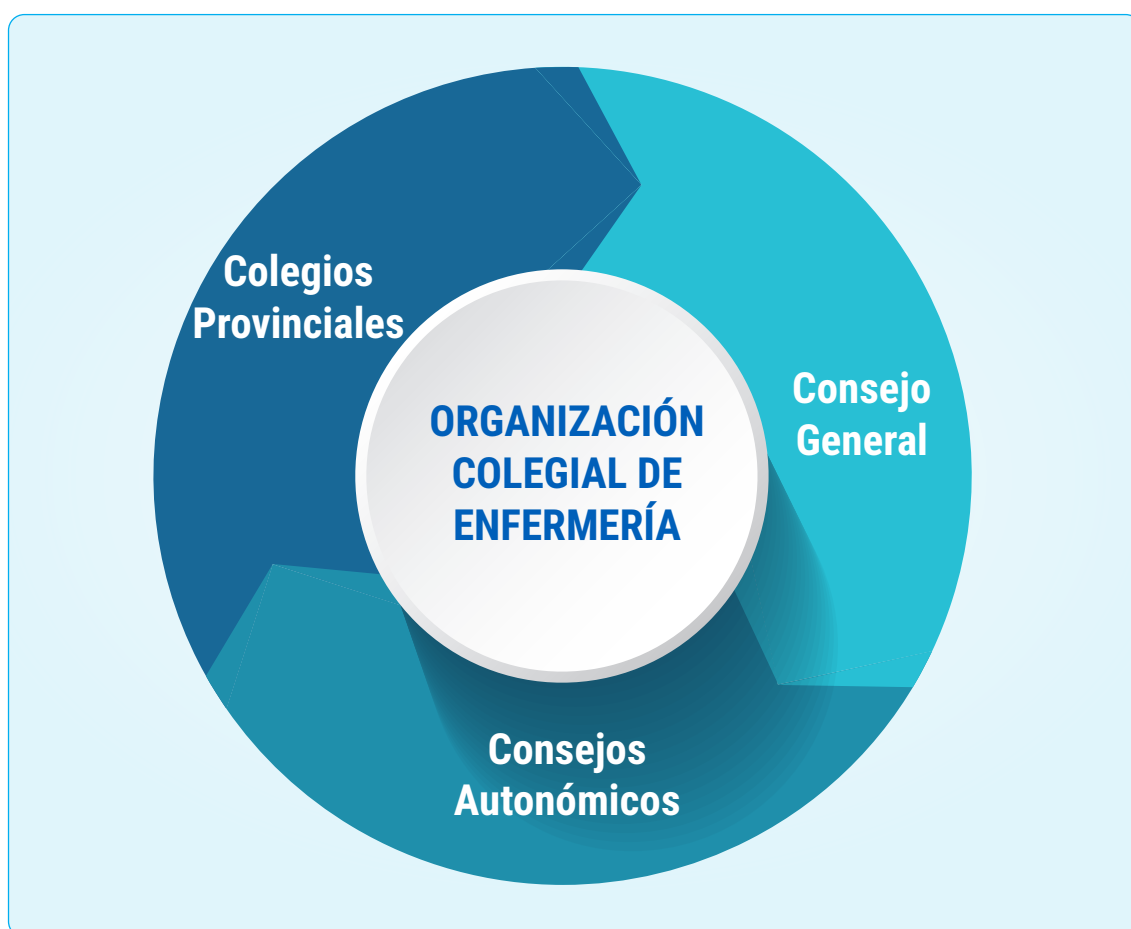 Colegios
Provinciales
Consejo
General
ORGANIZACIÓN
COLEGIAL DE
ENFERMERÍA
Consejos
Autonómicos